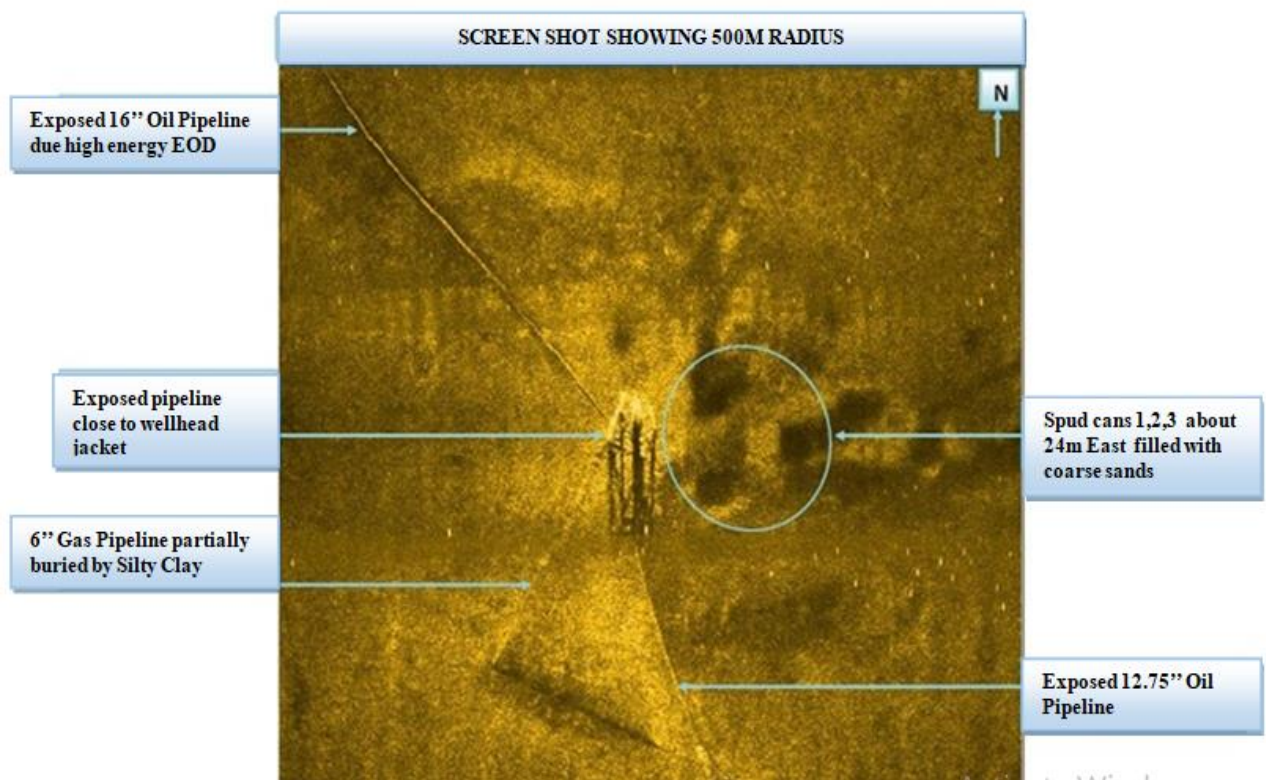 SCREEN SHOT SHOWING 500M RADIUS
N
Exposed 16’’ Oil Pipeline
due high energy EOD
Exposed pipeline
close to wellhead
jacket
Spud cans 1,2,3 about
24m East filled with
coarse sands
6’’ Gas Pipeline partially
buried by Silty Clay
Exposed 12.75’’ Oil
Pipeline